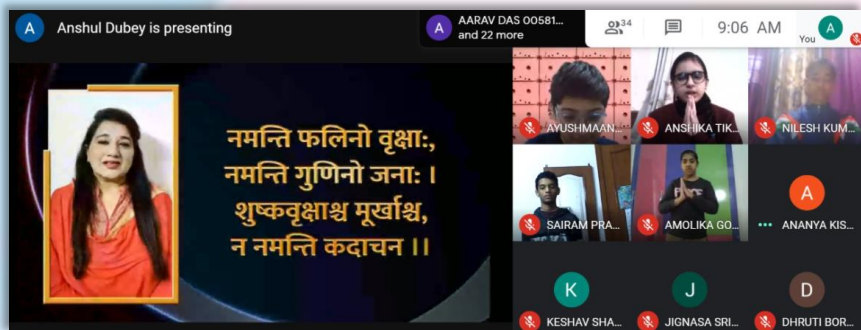 A
Anshul Dubey is presenting
A
AARAV DAS 00581...
and 22 more
34
9:06 AM
You
A
नमन्ति फलिनो वृक्षाः,
नमन्ति गुणिनो जनाः ।
शुष्कवृक्षाश्च मूर्खाश्च,
न नमन्ति कदाचन ।।
AYUSHMAAN...
ANSHIKA TIK...
NILESH KUM...
SAIRAM PRA...
AMOLIKA GO...
A
ANANYA KIS...
K
KESHAV SHA...
J
JIGNASA SRI...
D
DHRUTI BOR...